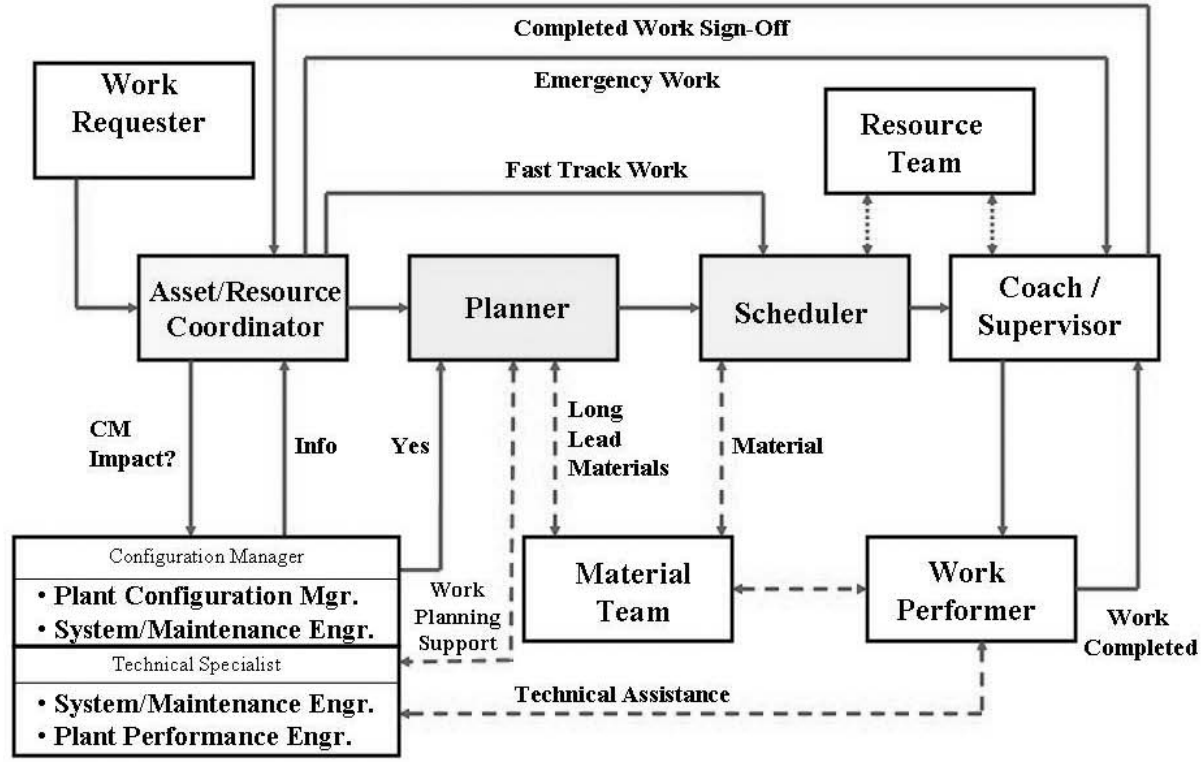 Completed Work Sign-Off
Emergency Work
Work
Requester
Resource
Team
Fast Track Work
Asset/Resource
Coordinator
Planner
Scheduler
Coach /
Supervisor
CM
Impact?
Info
Yes
Long
Lead
Materials
Material
Configuration Manager
• Plant Configuration Mgr.
• System/Maintenance Engr.
Technical Specialist
• System/Maintenance Engr.
• Plant Performance Engr.
Work
Planning
Support
Material
Team
Work
Performer
Work
Completed
Technical Assistance